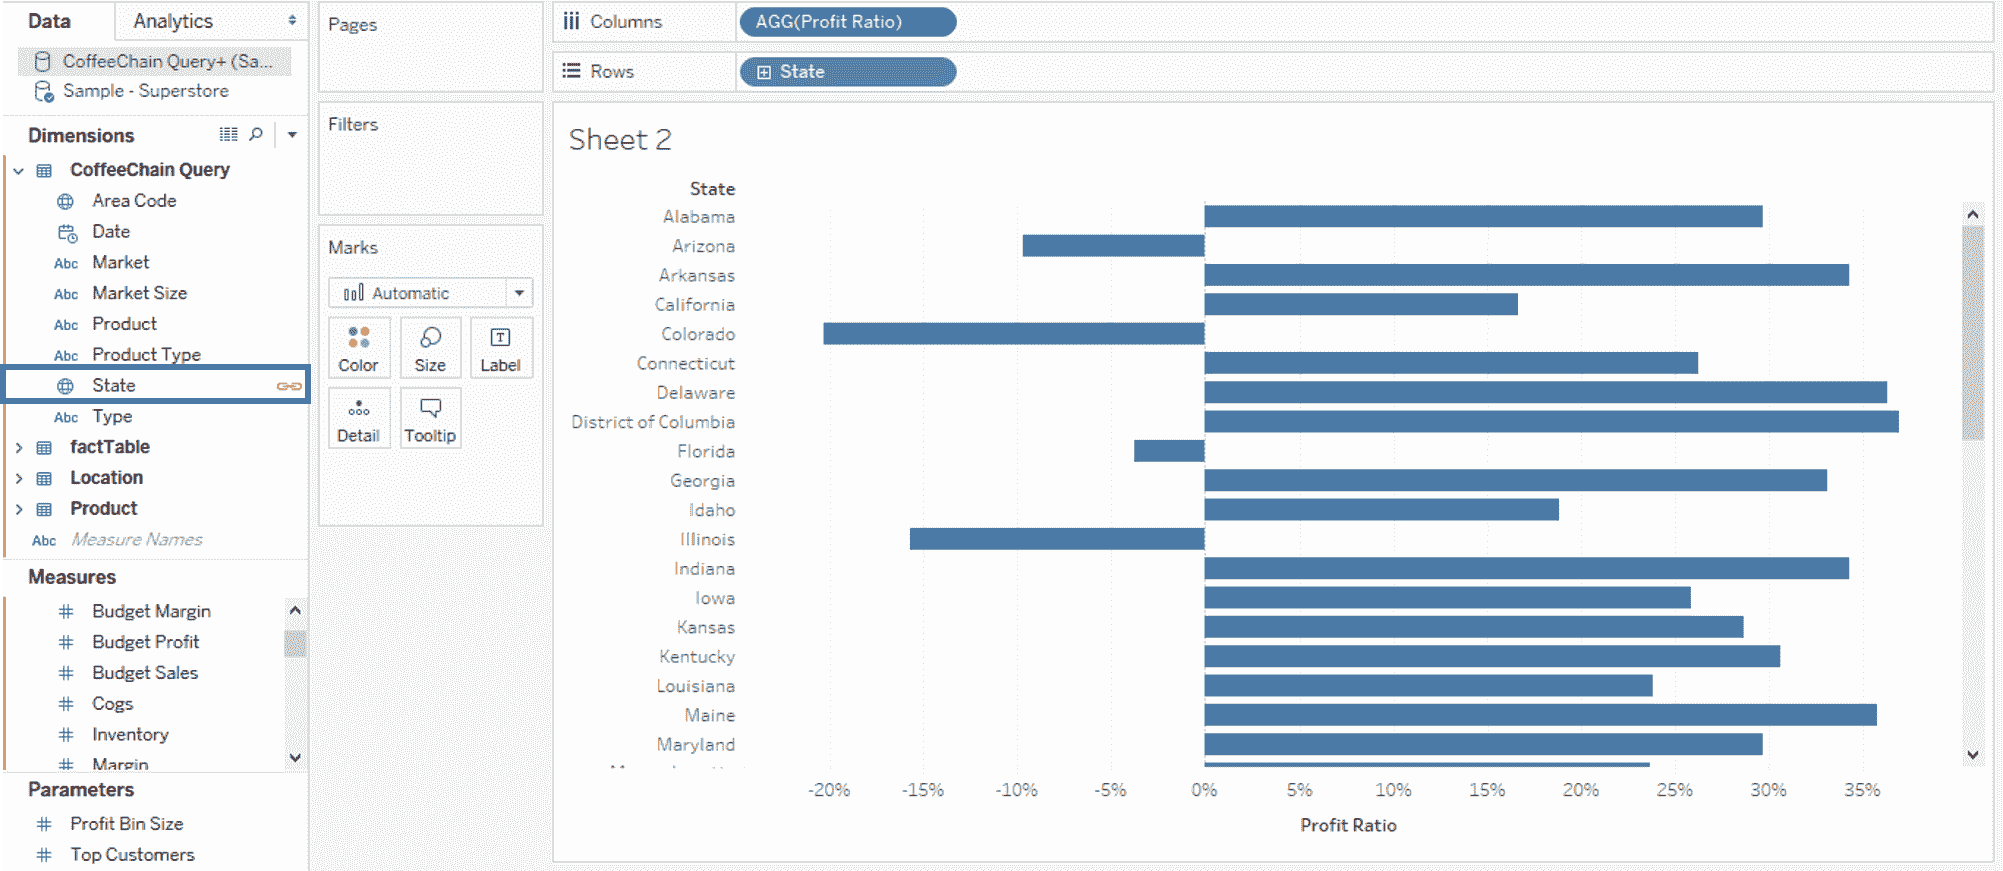 Data
Analytics
CoffeeChain Query+ (Sa...
Sample - Superstore
Dimensions
CoffeeChain Query
Area Code
Date
Abc Market
Abc Market Size
Abc Product
Abc Product Type
State
Abc Type
factTable
Location
Product
Abc Measure Names
Measures
# Budget Margin
# Budget Profit
# Budget Sales
# Cogs
# Inventory
# Margin
Parameters
# Profit Bin Size
# Top Customers
Pages
Filters
Marks
Automatic
Color
Size
T
Label
Detail
Tooltip
Columns
AGG(Profit Ratio)
Rows
State
Sheet 2
State
Alabama
Arizona
Arkansas
California
Colorado
Connecticut
Delaware
District of Columbia
Florida
Georgia
Idaho
Illinois
Indiana
Iowa
Kansas
Kentucky
Louisiana
Maine
Maryland
-20% -15% -10% -5% 0% 5% 10% 15% 20% 25% 30% 35%
Profit Ratio